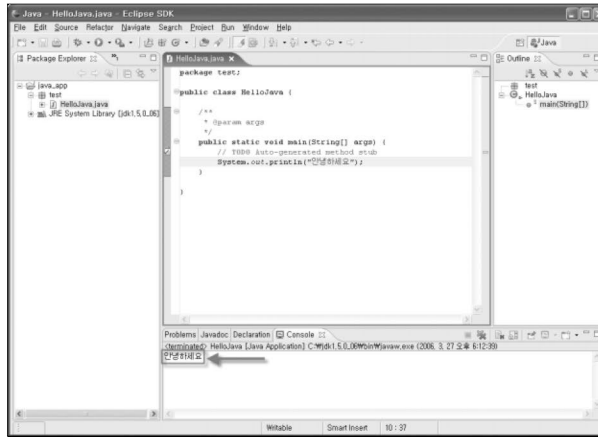 Java - HelloJava.java - Eclipse SDK
File Edit Source Refactor Navigate Search Project Run Window Help
Java
Package Explorer
HelloJava.java
Outline
java_app
test
HelloJava.java
JRE System Library [jdk1,5,0_06]
package test;
public class HelloJava {
/**
* @param args
*/
public static void main(String[] args) {
// TODO Auto-generated method stub
System.out.println("안녕하세요");
}
}
test
HelloJava
main(String[])
Problems Javadoc Declaration Console
<terminated> HelloJava [Java Application] C:₩jdk1,5,0_06₩bin₩javaw,exe (2006, 3, 27 오후 6:12:39)
안녕하세요
Writable Smart Insert 10 : 37